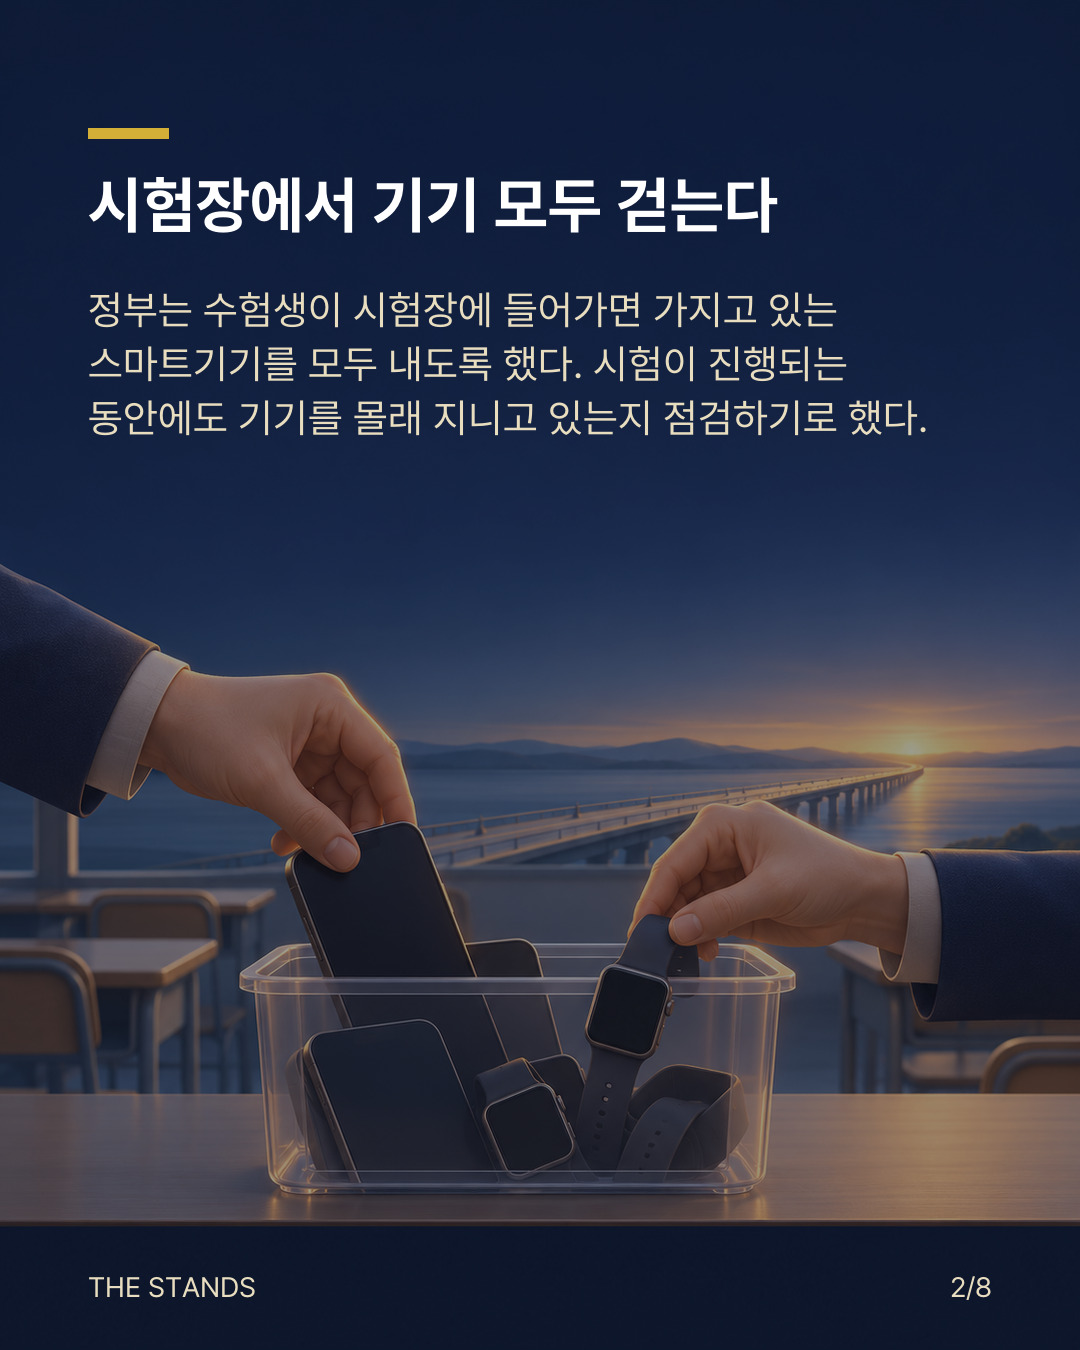 시험장에서 기기 모두 걷는다
정부는 수험생이 시험장에 들어가면 가지고 있는
스마트기기를 모두 내도록 했다. 시험이 진행되는
동안에도 기기를 몰래 지니고 있는지 점검하기로 했다.
THE STANDS
2/8